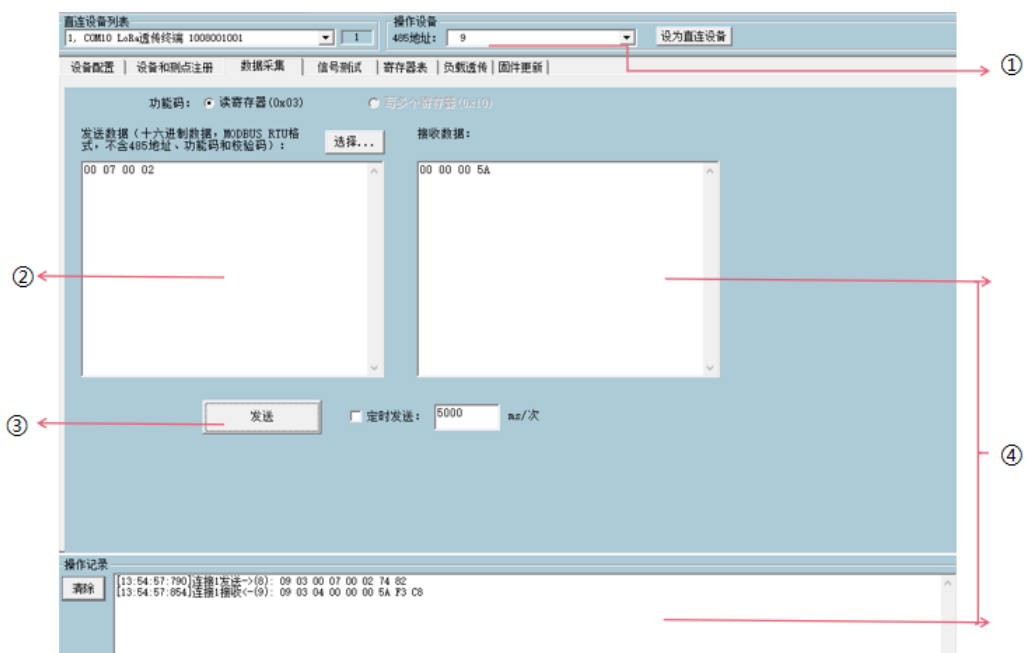 直连设备列表
操作设备
1, COM10 LoRa透传终端 1008001001
1
485地址:
9
设为直连设备
①
设备配置
设备和测点注册
数据采集
信号测试
寄存器表
负载透传
固件更新
功能码:
读寄存器(0x03)
写多个寄存器(0x10)
发送数据(十六进制数据, MODBUS RTU格
式, 不含485地址、功能码和校验码):
选择...
接收数据:
00 07 00 02
00 00 00 5A
②
③
发送
定时发送:
5000
ms/次
④
操作记录
清除
[13:54:57:790]连接1发送->(8): 09 03 00 07 00 02 74 82
[13:54:57:854]连接1接收<-(9): 09 03 04 00 00 00 5A F3 C8